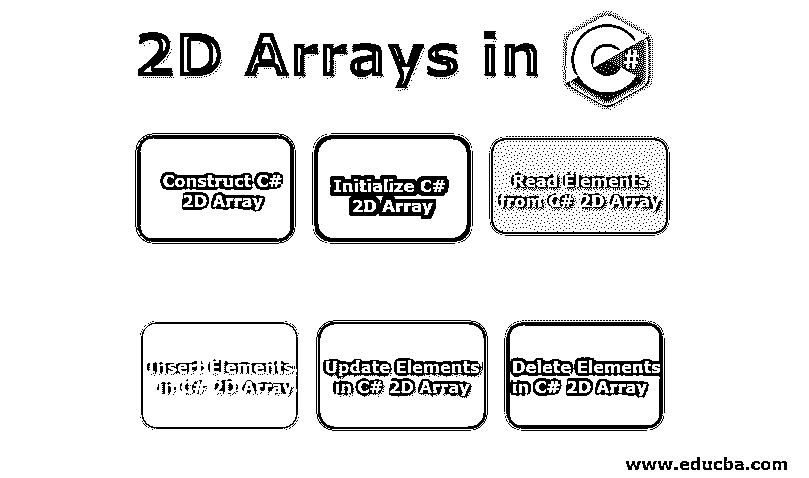 2D Arrays in C#
Construct C#
2D Array
Initialize C#
2D Array
Read Elements
from C# 2D Array
Insert Elements
in C# 2D Array
Update Elements
in C# 2D Array
Delete Elements
in C# 2D Array
www.educba.com